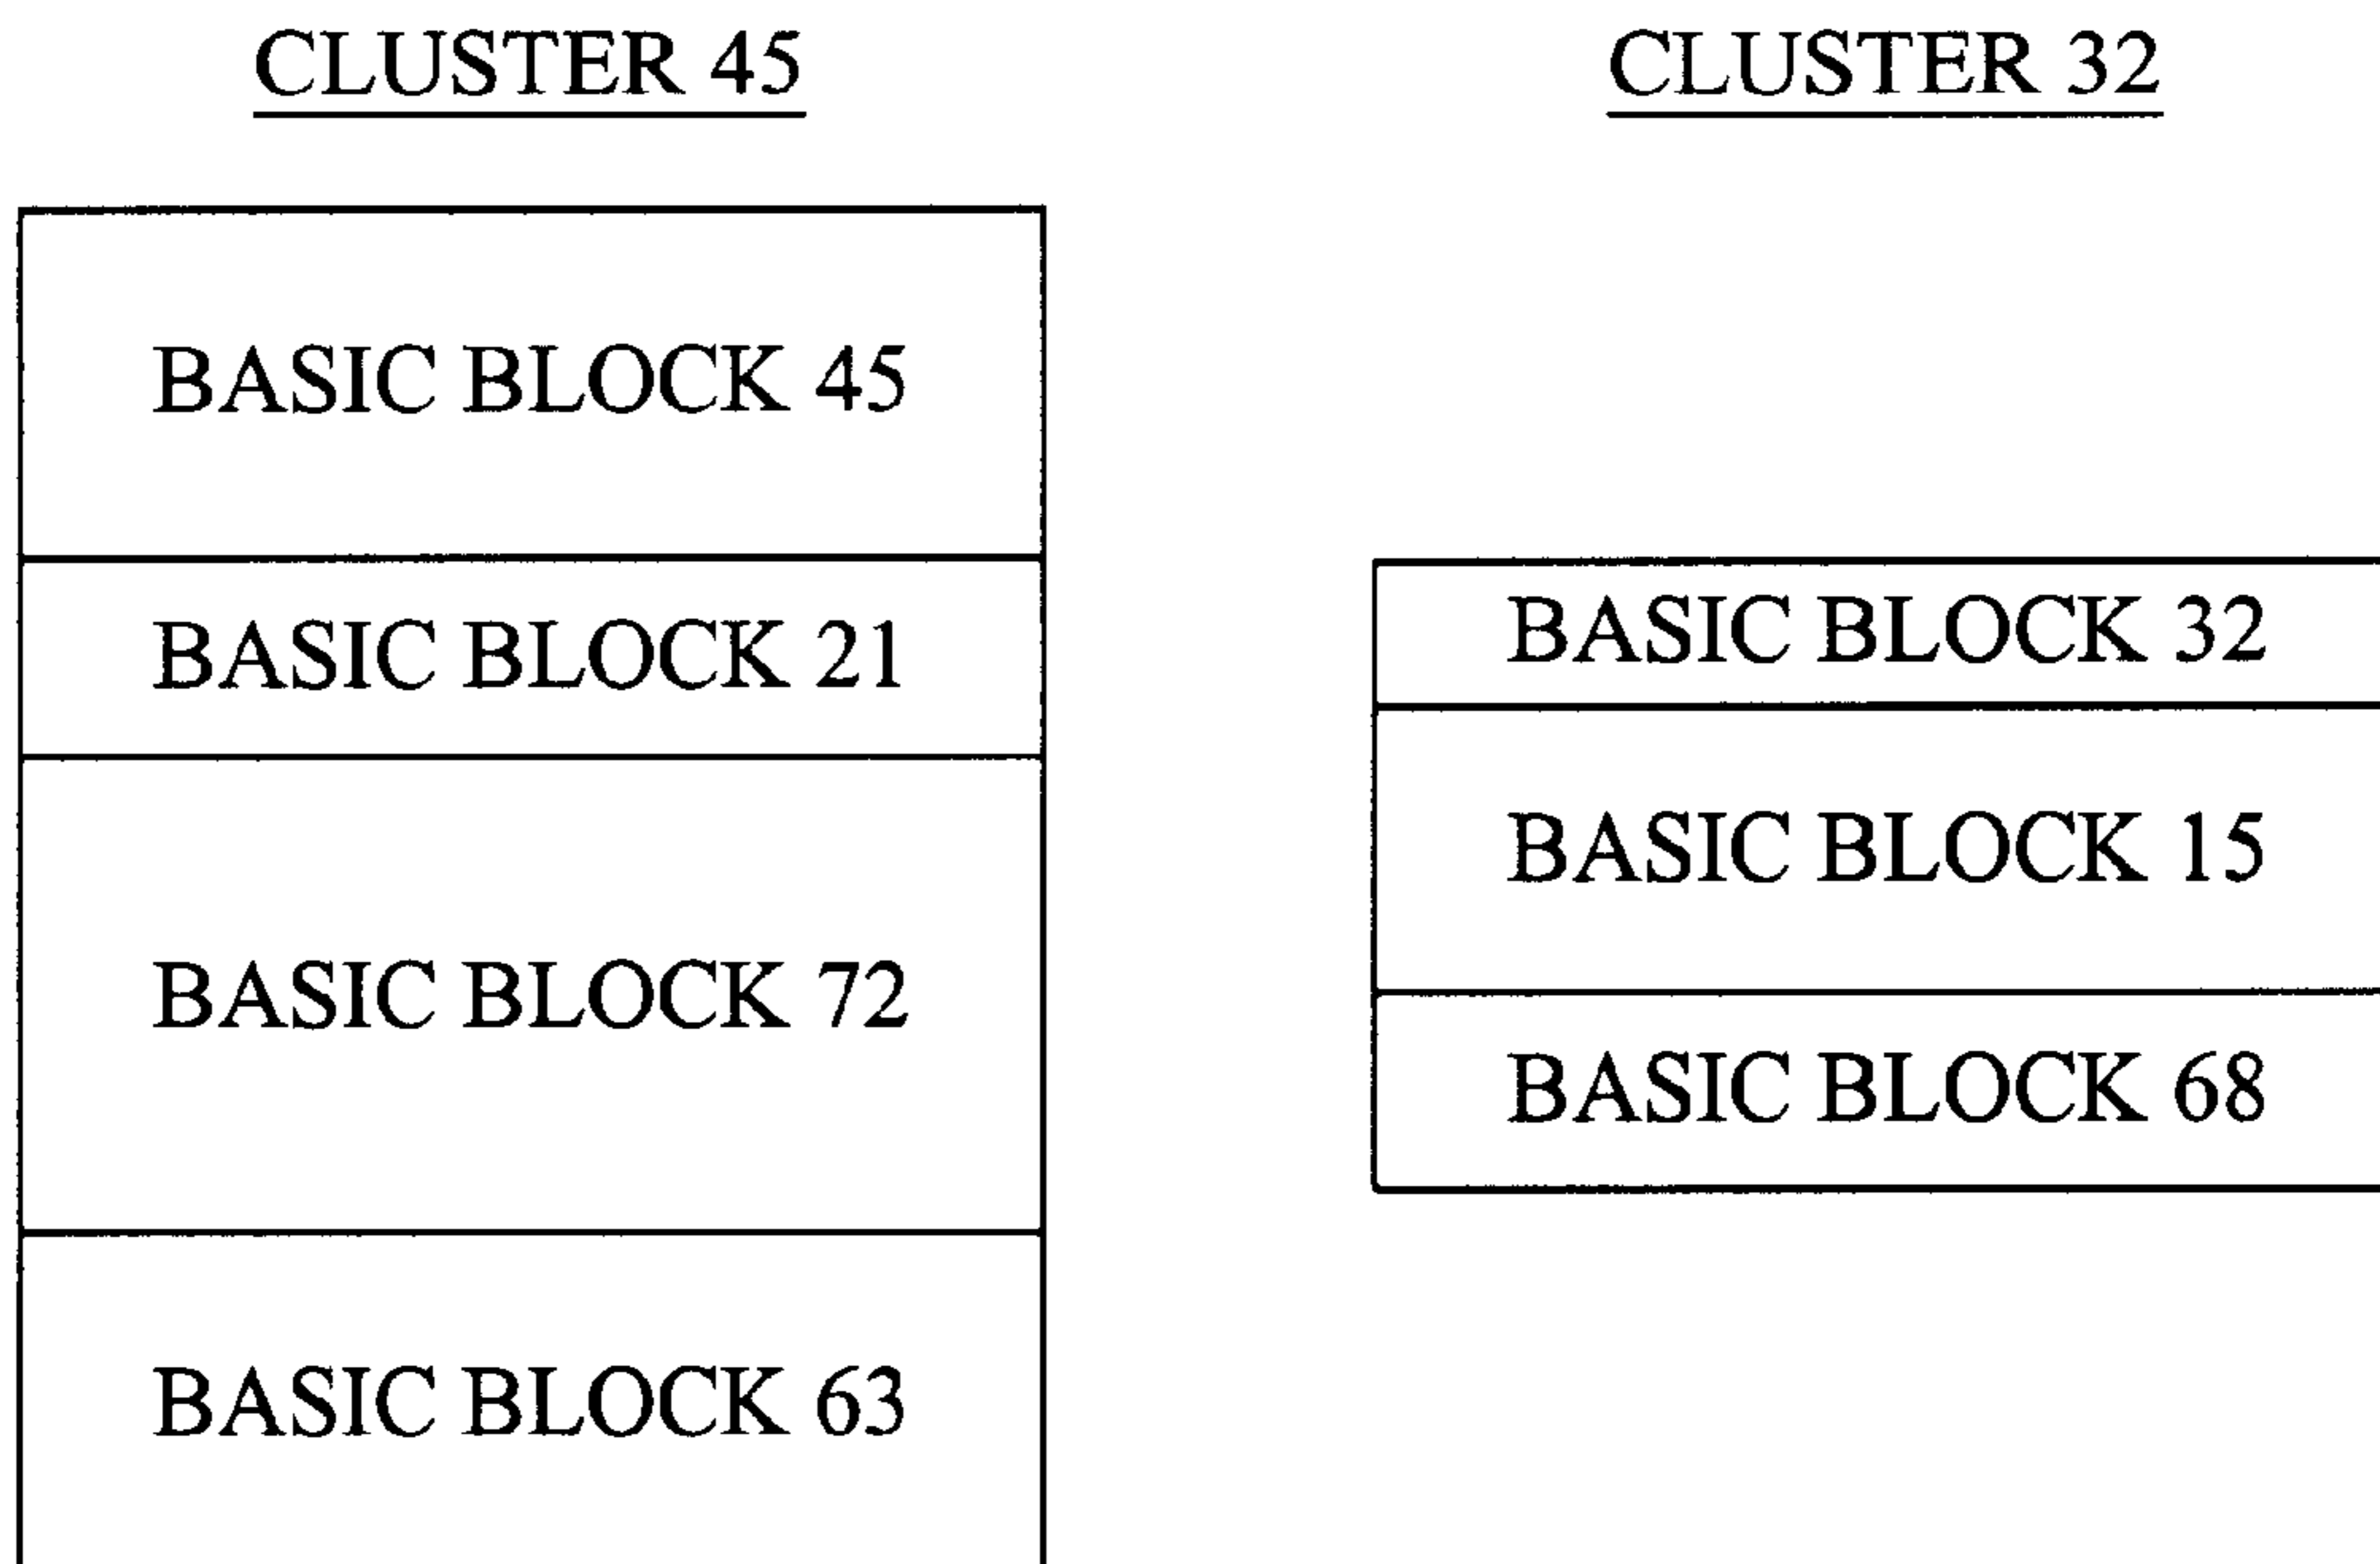 CLUSTER 45
BASIC BLOCK 45
BASIC BLOCK 21
BASIC BLOCK 72
BASIC BLOCK 63
CLUSTER 32
BASIC BLOCK 32
BASIC BLOCK 15
BASIC BLOCK 68